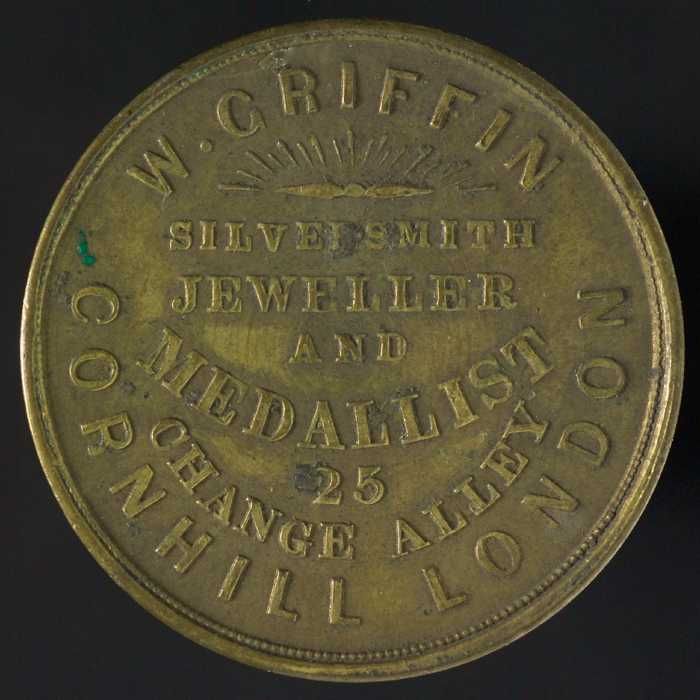 W. GRIFFIN
SILVERSMITH
JEWELLER
AND
MEDALLIST
25
CHANGE ALLEY
CORNHILL LONDON